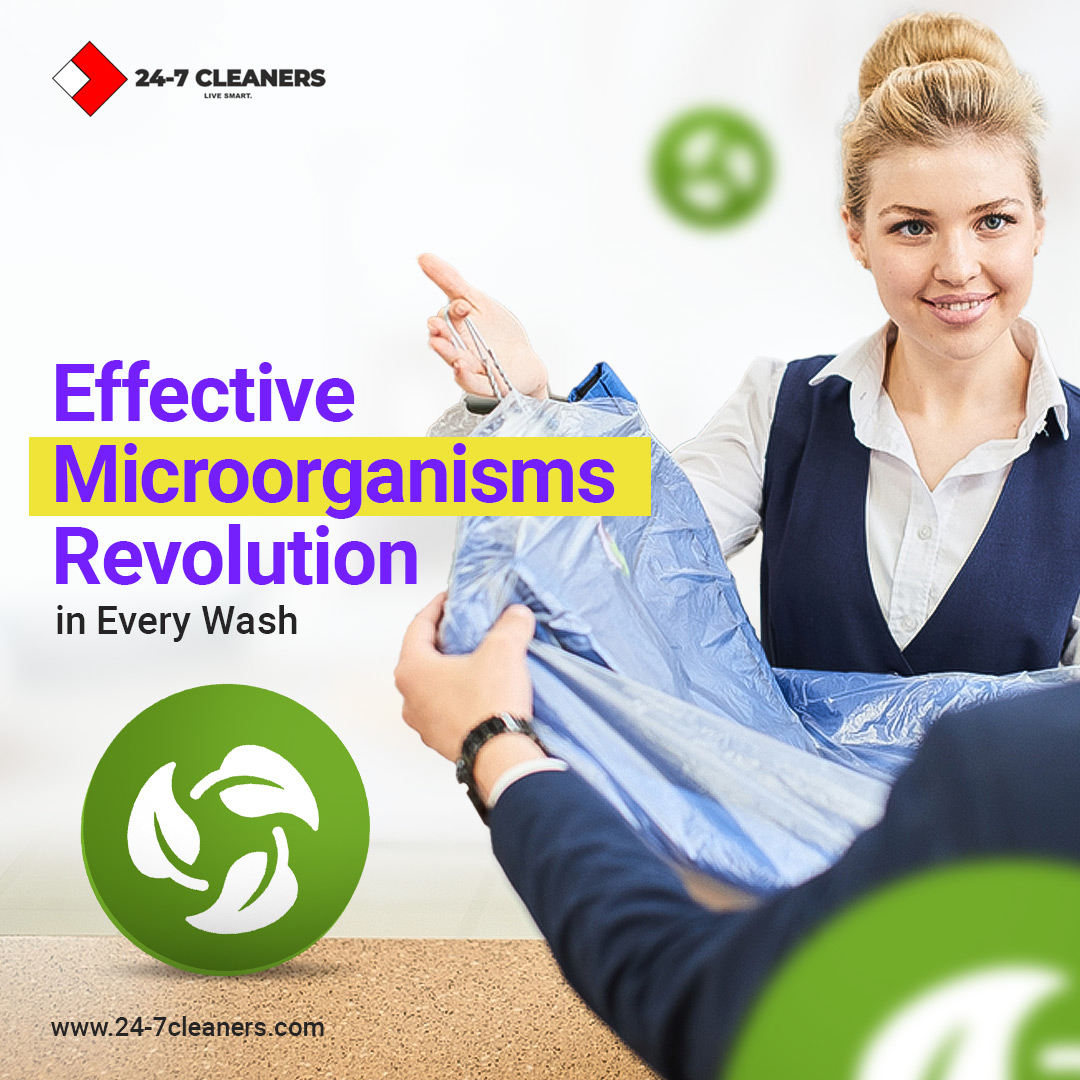 24-7 CLEANERS
LIVE SMART.
Effective
Microorganisms
Revolution
in Every Wash
www.24-7cleaners.com